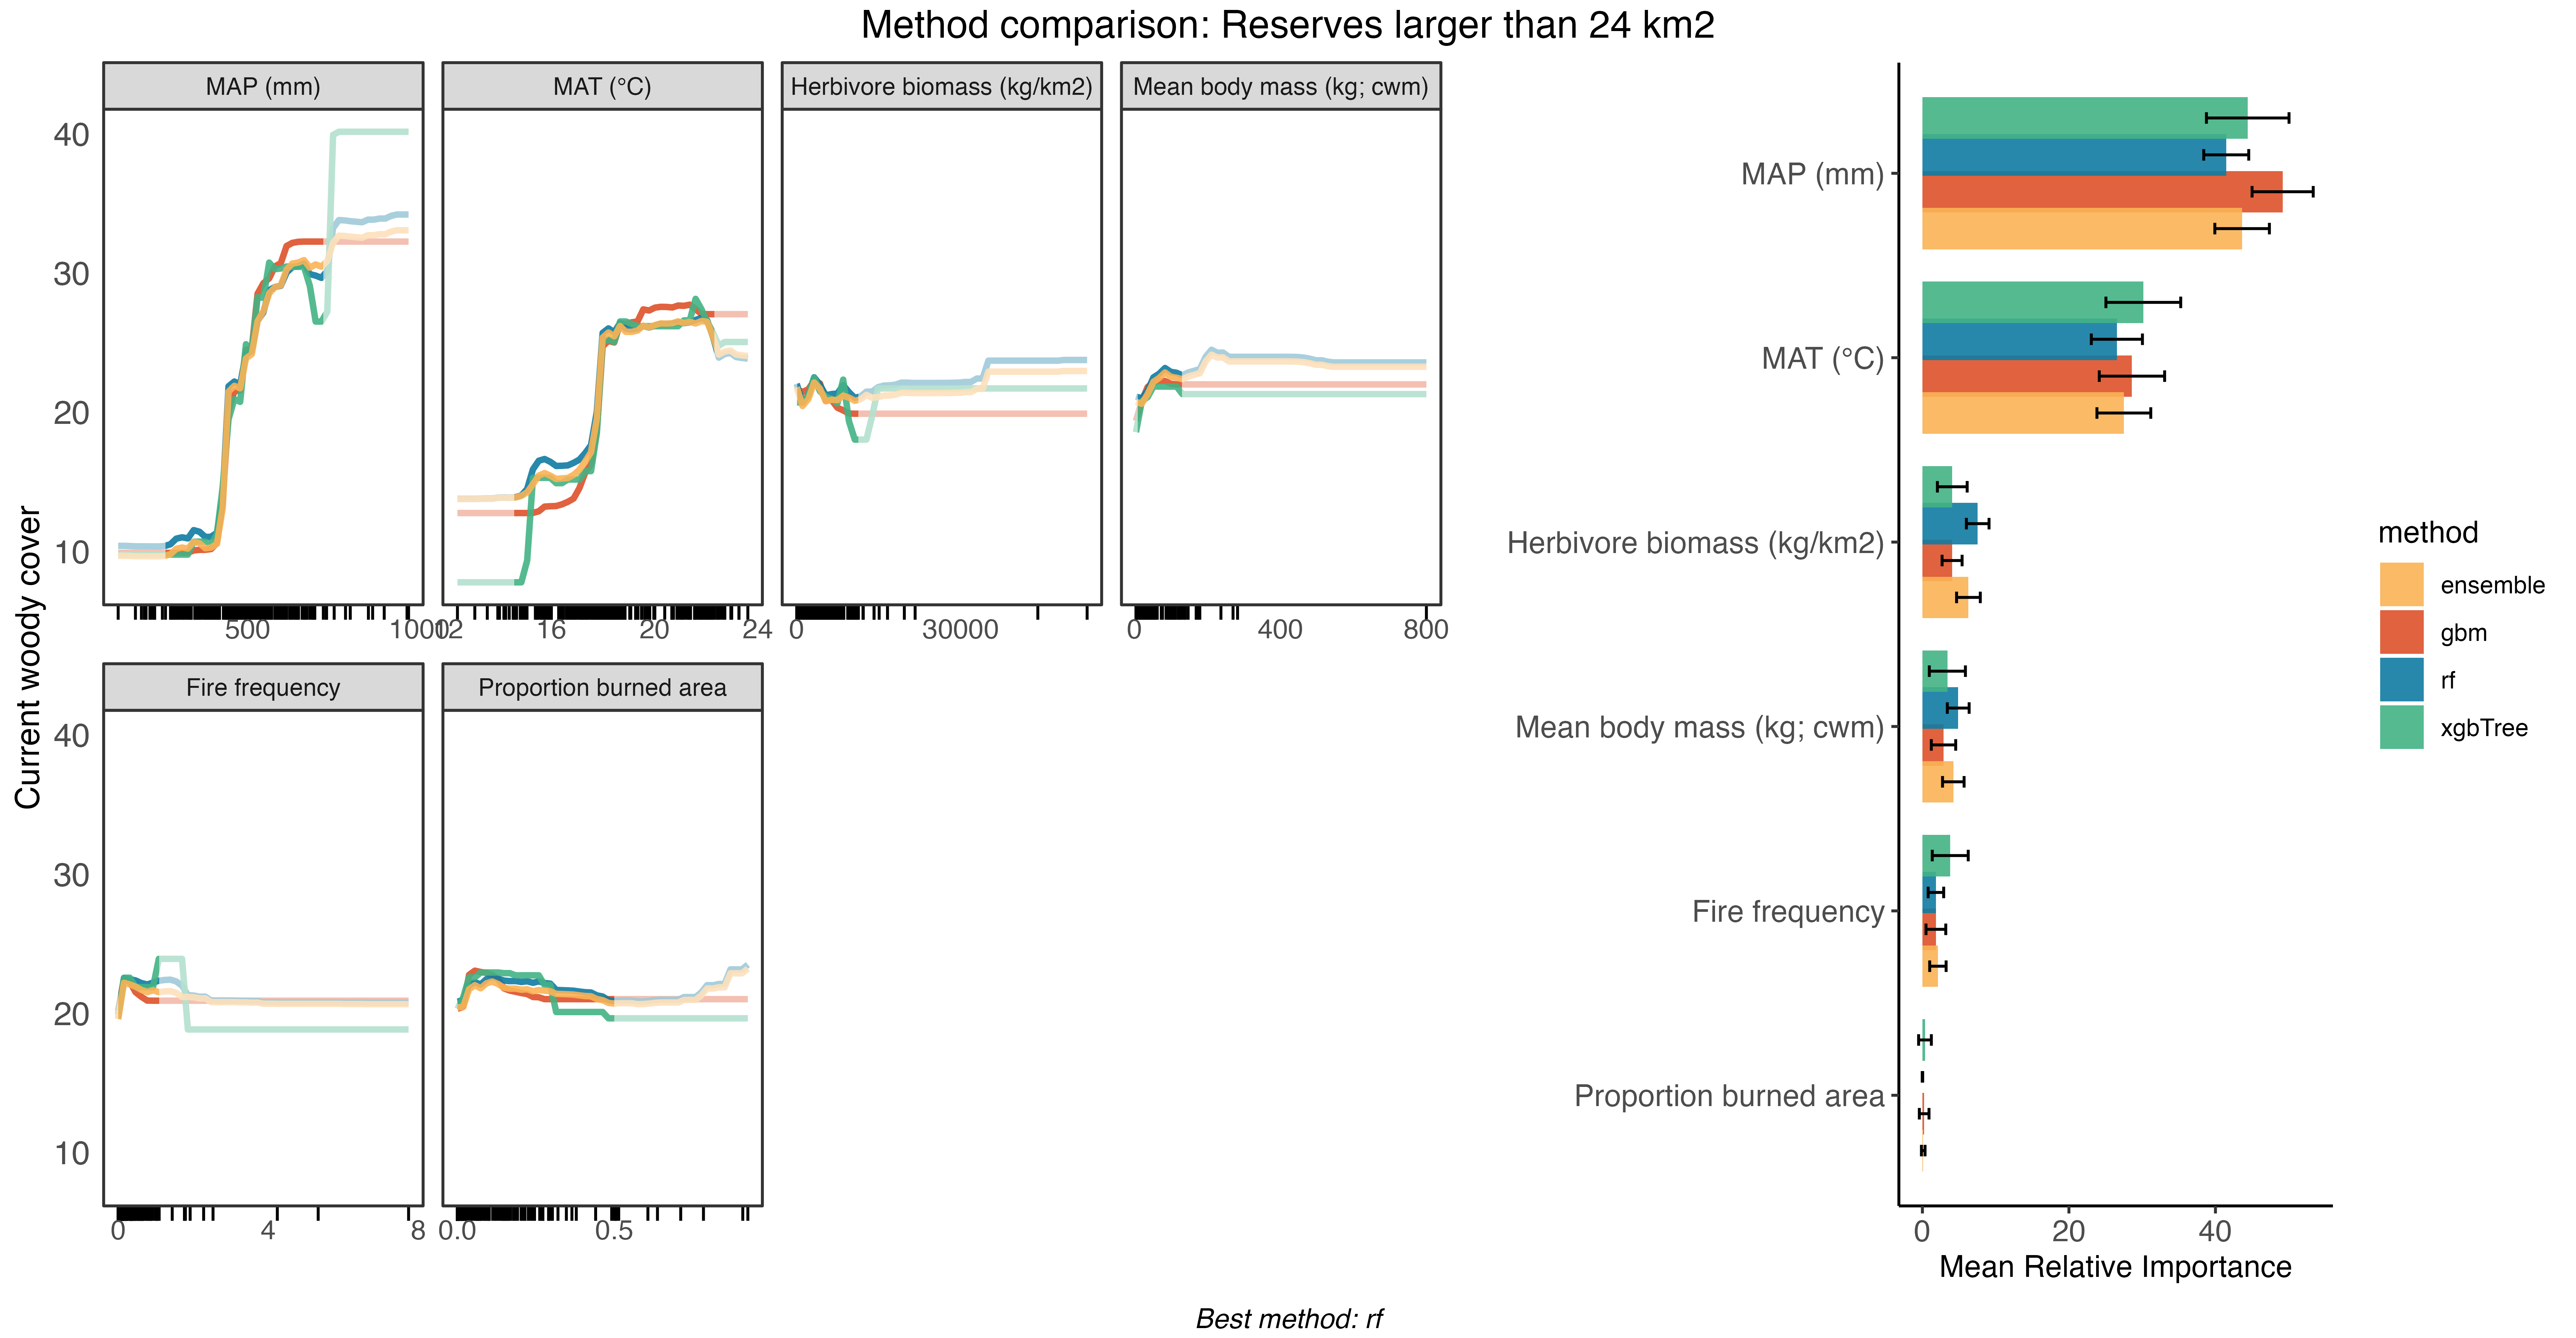 Method comparison: Reserves larger than 24 km2
MAP (mm)
MAT (°C)
Herbivore biomass (kg/km2)
Mean body mass (kg; cwm)
Current woody cover
40
30
20
10
500
1000
12
16
20
24
0
30000
0
400
800
Fire frequency
Proportion burned area
40
30
20
10
0
4
8
0.0
0.5
MAP (mm)
MAT (°C)
Herbivore biomass (kg/km2)
Mean body mass (kg; cwm)
Fire frequency
Proportion burned area
0
20
40
Mean Relative Importance
method
ensemble
gbm
rf
xgbTree
Best method: rf